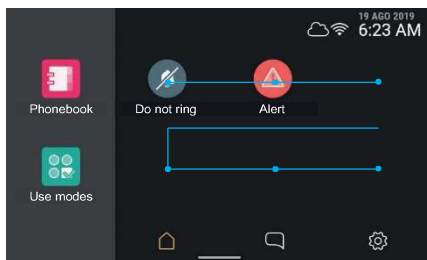 19 AGO 2019
6:23 AM
Phonebook
Do not ring
Alert
Use modes